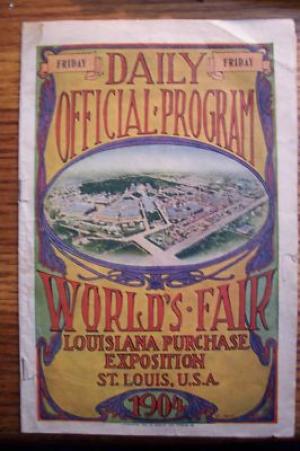 FRIDAY FRIDAY
DAILY
OFFICIAL·PROGRAM
WORLD'S·FAIR
LOUISIANA PURCHASE
EXPOSITION
ST. LOUIS, U.S.A.
1904